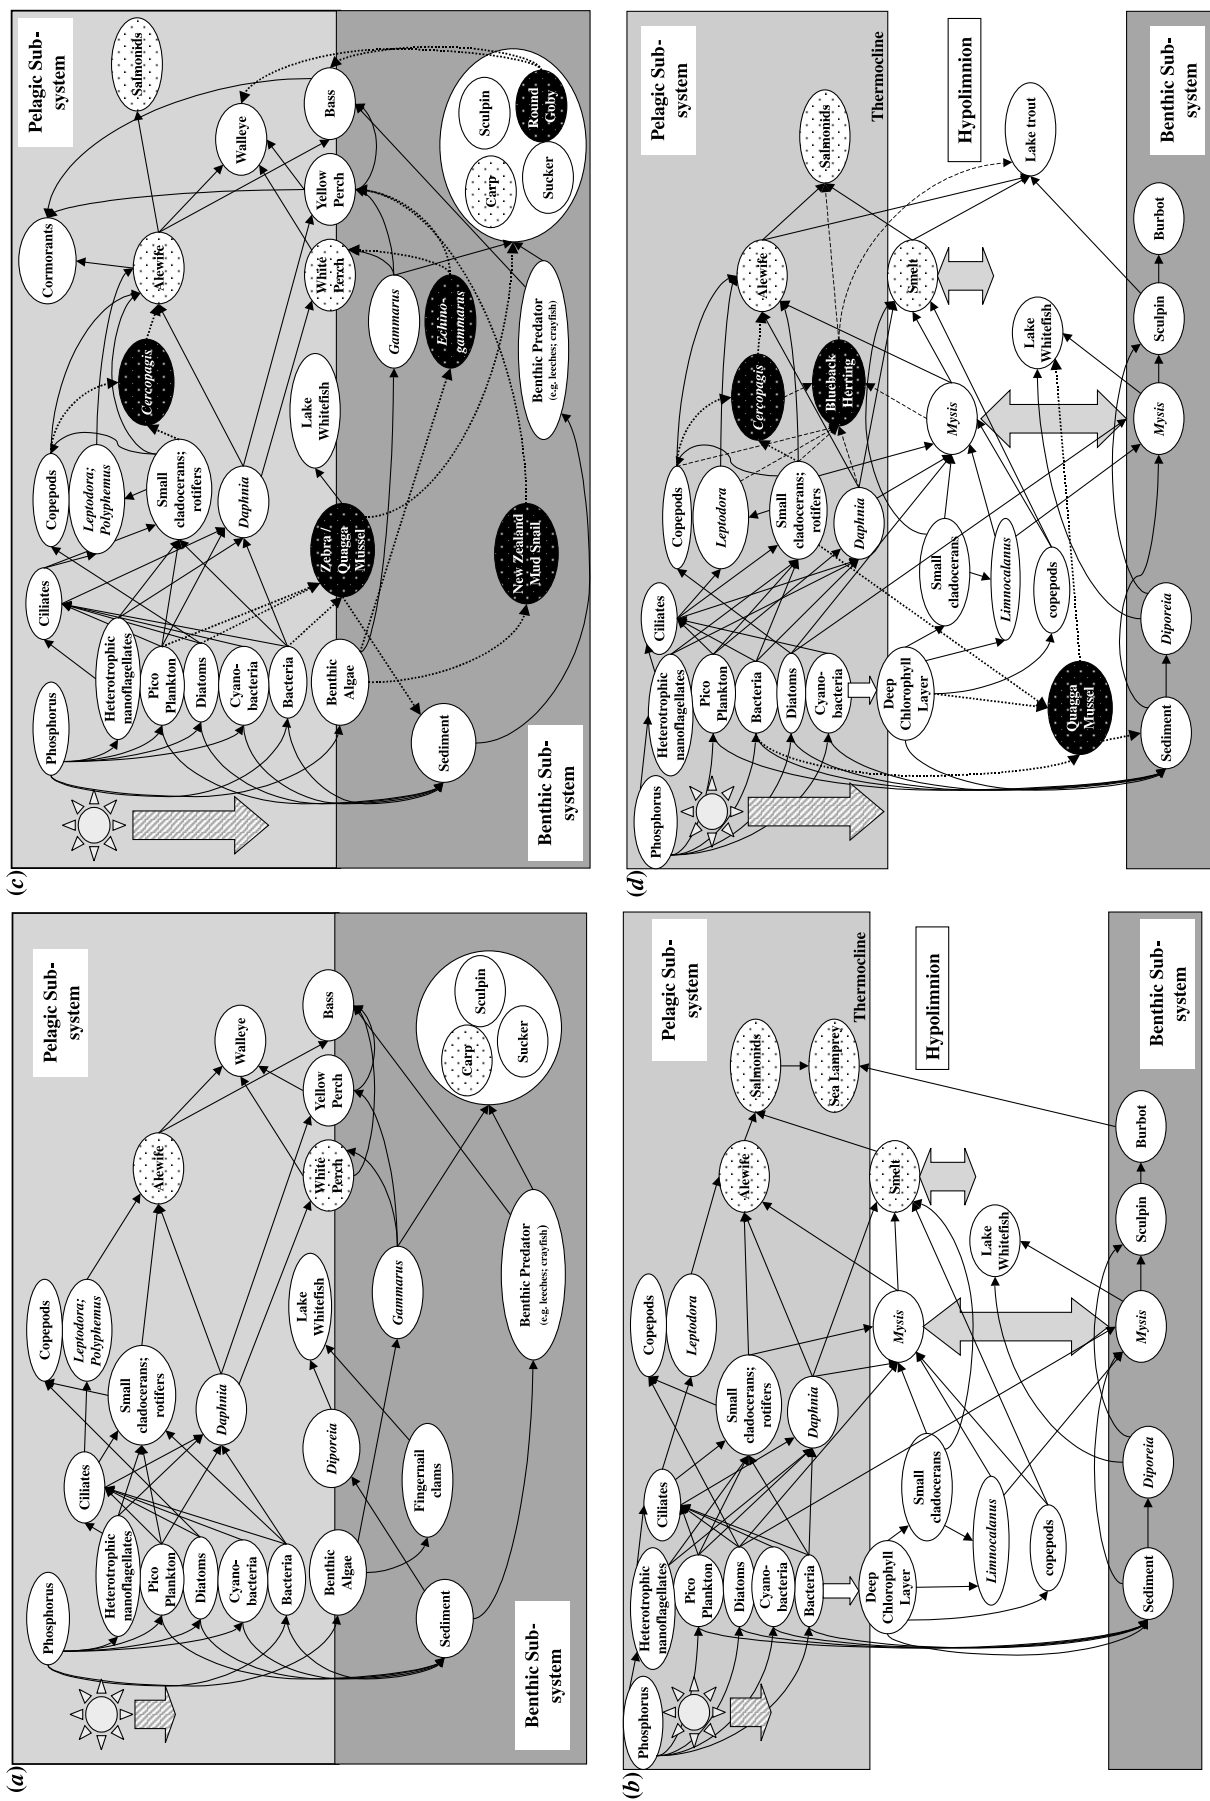 (a)
Pelagic Sub-
system
Phosphorus
Heterotrophic
nanoflagellates
Pico
Plankton
Diatoms
Cyano-
bacteria
Bacteria
Benthic
Algae
Sediment
Ciliates
Copepods
Leptodora;
Polyphemus
Small
cladocerans;
rotifers
Daphnia
Diporeia
Fingernail
clams
Lake
Whitefish
Gammarus
Benthic Predator
(e.g. leeches; crayfish)
Alewife
White
Perch
Yellow
Perch
Walleye
Bass
Carp
Sculpin
Sucker
Benthic Sub-
system
(b)
Pelagic Sub-
system
Phosphorus
Heterotrophic
nanoflagellates
Pico
Plankton
Diatoms
Cyano-
bacteria
Bacteria
Ciliates
Copepods
Leptodora
Small
cladocerans;
rotifers
Daphnia
Alewife
Salmonids
Sea Lamprey
Thermocline
Hypolimnion
Deep
Chlorophyll
Layer
Small
cladocerans
Limnocalanus
copepods
Mysis
Smelt
Lake
Whitefish
Sediment
Diporeia
Mysis
Sculpin
Burbot
Benthic Sub-
system
(c)
Pelagic Sub-
system
Phosphorus
Heterotrophic
nanoflagellates
Pico
Plankton
Diatoms
Cyano-
bacteria
Bacteria
Benthic
Algae
Sediment
Ciliates
Copepods
Leptodora;
Polyphemus
Small
cladocerans;
rotifers
Daphnia
Zebra /
Quagga
Mussel
New Zealand
Mud Snail
Cercopagis
Lake
Whitefish
Gammarus
Echino-
gammarus
Benthic Predator
(e.g. leeches; crayfish)
Cormorants
Alewife
White
Perch
Yellow
Perch
Walleye
Bass
Salmonids
Carp
Sculpin
Sucker
Round
Goby
Benthic Sub-
system
(d)
Pelagic Sub-
system
Phosphorus
Heterotrophic
nanoflagellates
Pico
Plankton
Bacteria
Diatoms
Cyano-
bacteria
Ciliates
Copepods
Leptodora
Small
cladocerans;
rotifers
Daphnia
Cercopagis
Blueback
Herring
Alewife
Salmonids
Thermocline
Hypolimnion
Deep
Chlorophyll
Layer
Small
cladocerans
Limnocalanus
copepods
Mysis
Smelt
Lake
Whitefish
Lake trout
Quagga
Mussel
Sediment
Diporeia
Mysis
Sculpin
Burbot
Benthic Sub-
system